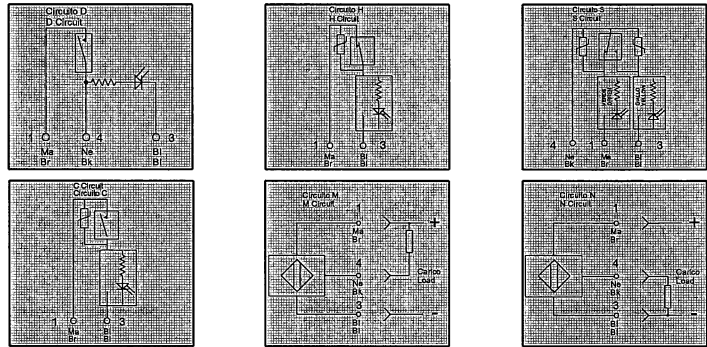 Circuito D
D Circuit
1
4
3
Ma
Br
Ne
Bk
Bl
Bl
Circuito H
H Circuit
1
3
Ma
Br
Bl
Bl
Circuito S
S Circuit
4
1
3
Ne
Bk
Ma
Br
Bl
Bl
C Circuit
Circuito C
1
3
Ma
Br
Bl
Bl
Circuito M
M Circuit
1
Ma
Br
+
4
Ne
Bk
Carico
Load
3
Bl
Bl
-
Circuito N
N Circuit
1
Ma
Br
+
4
Ne
Bk
Carico
Load
3
Bl
Bl
-